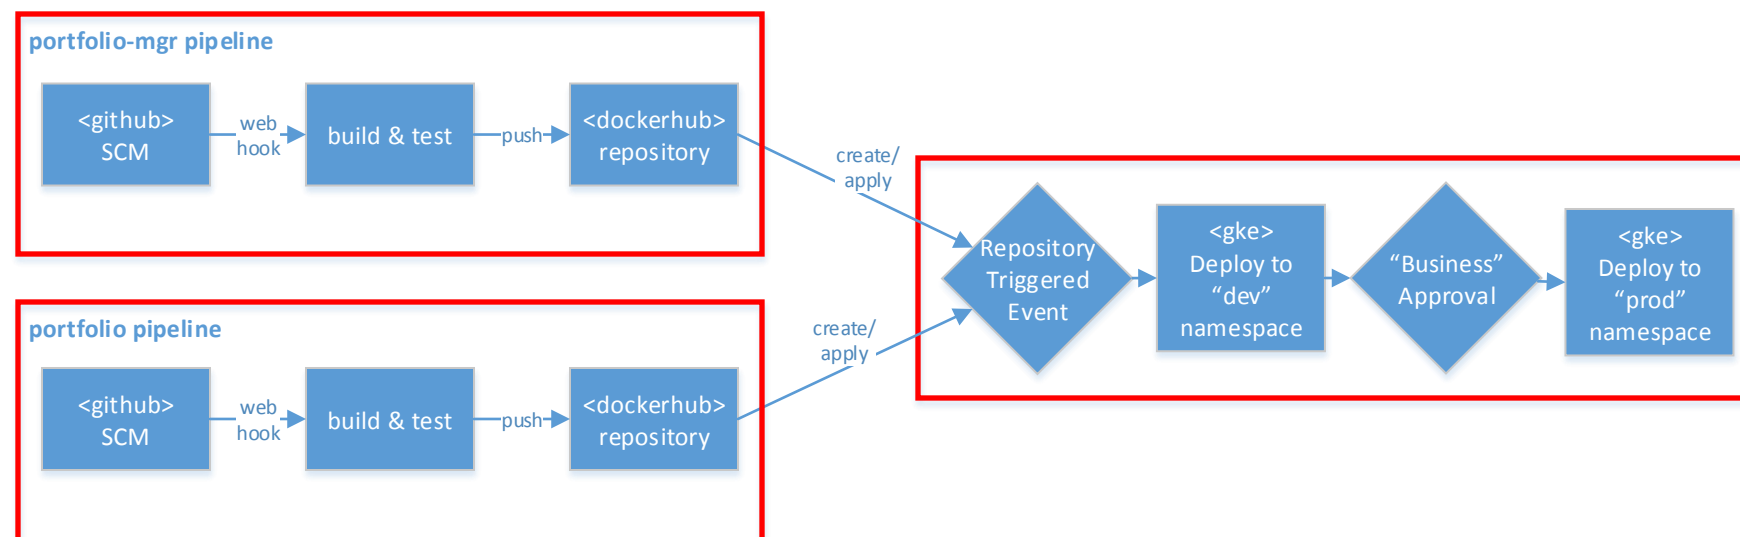 portfolio-mgr pipeline
<github>
SCM
web
hook
build & test
push
<dockerhub>
repository
create/
apply
portfolio pipeline
<github>
SCM
web
hook
build & test
push
<dockerhub>
repository
create/
apply
Repository
Triggered
Event
<gke>
Deploy to
“dev”
namespace
“Business”
Approval
<gke>
Deploy to
“prod”
namespace